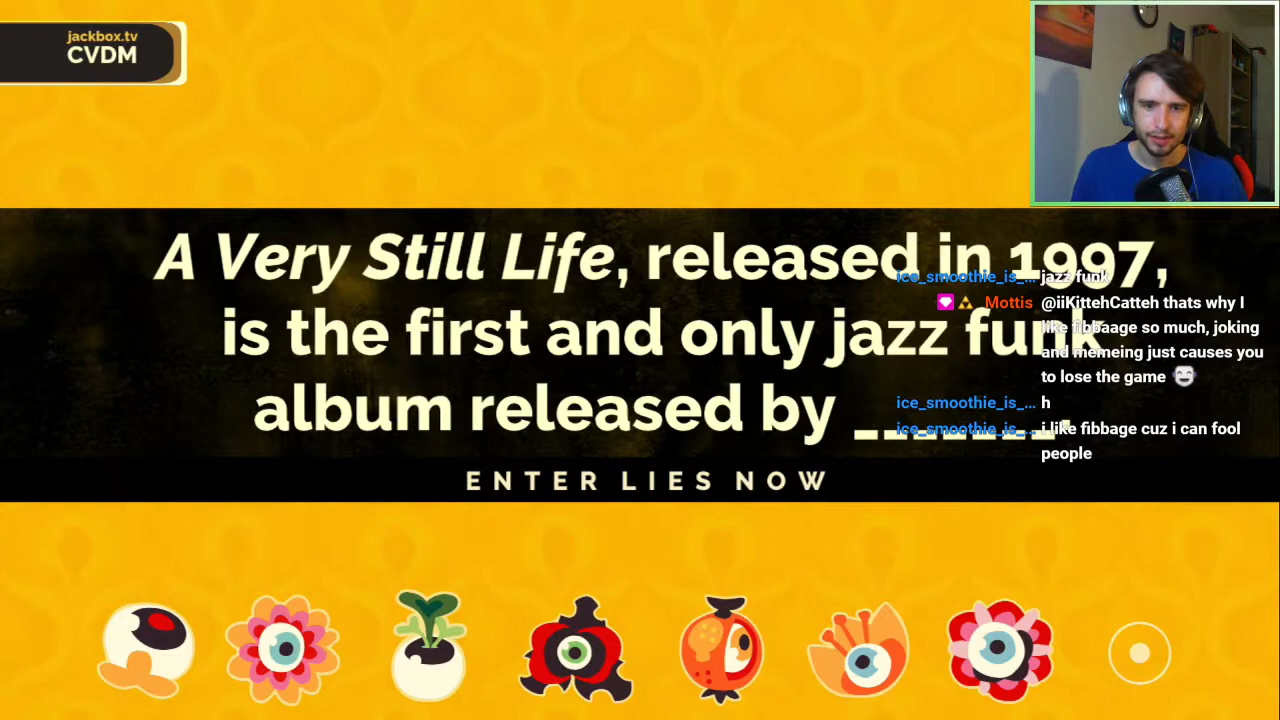 jackbox.tv
CVDM
A Very Still Life, released in 1997,
is the first and only jazz funk
album released by _______.
ENTER LIES NOW
ice_smoothie_is_... jazz funk
Mottis @iiKittehCatteh thats why I
like fibbaage so much, joking
and memeing just causes you
to lose the game
ice_smoothie_is_... h
ice_smoothie_is_... i like fibbage cuz i can fool
people